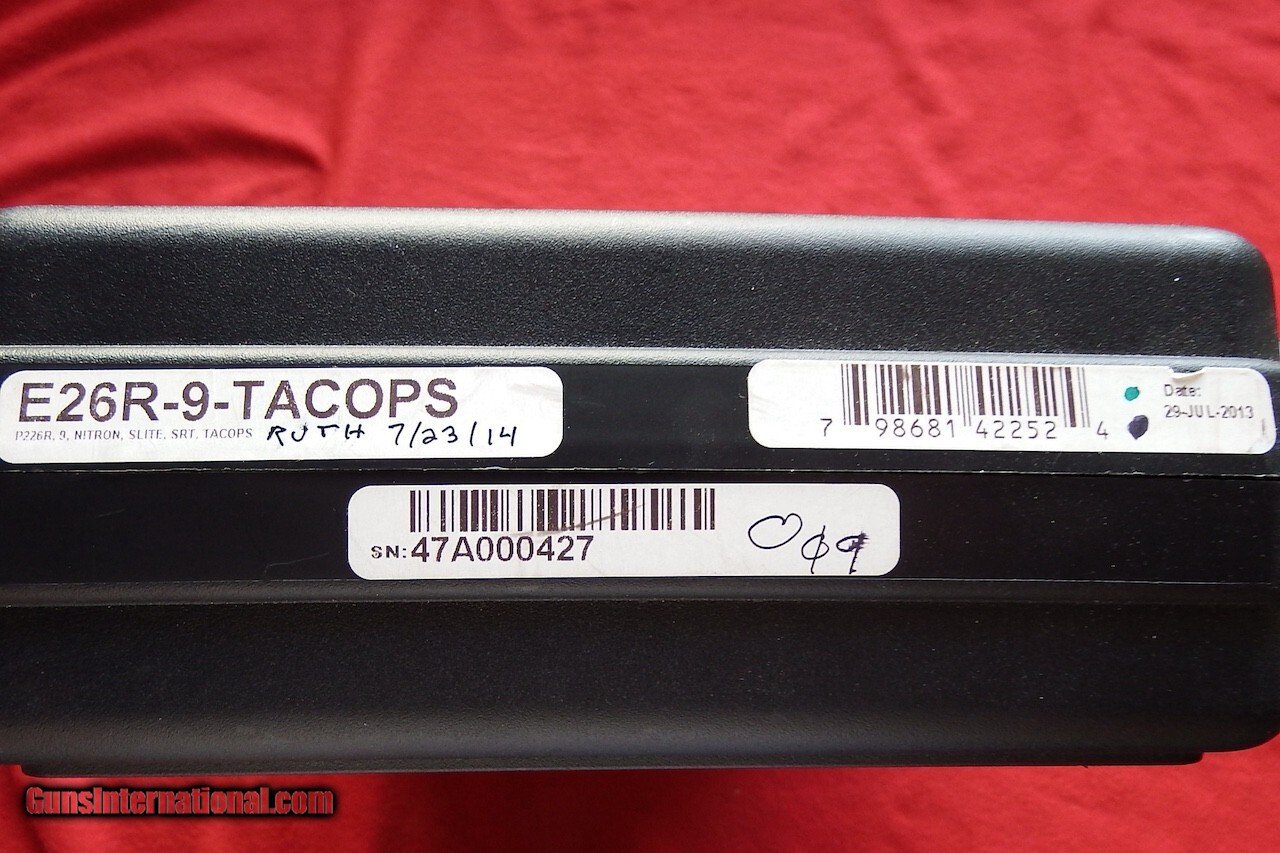 E26R-9-TACOPS
P226R, 9, NITRON, SLITE, SRT, TACOPS RUTH 7/23/14
7 98681 42252 4
Date:
29-JUL-2013
SN:47A000427
GunsInternational.com